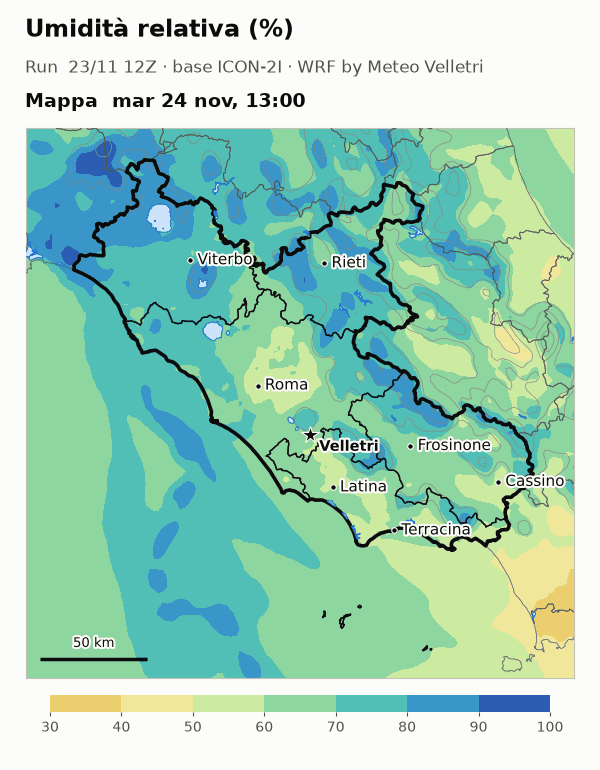 Umidità relativa (%)
Run  23/11 12Z · base ICON-2I · WRF by Meteo Velletri
Mappa  mar 24 nov, 13:00
Viterbo
Rieti
Roma
Velletri
Frosinone
Cassino
Latina
Terracina
50 km
30 40 50 60 70 80 90 100